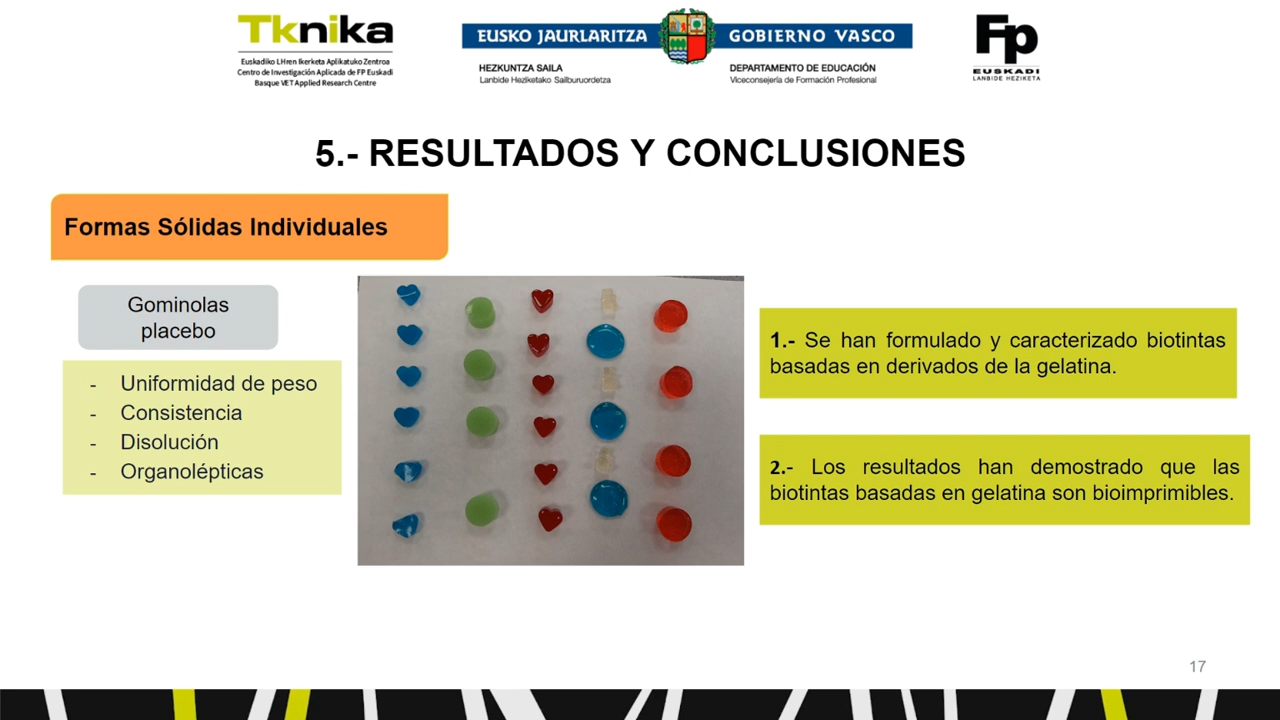 Tknika
Euskadiko LHren Ikerketa Aplikatuko Zentroa
Centro de Investigación Aplicada de FP Euskadi
Basque VET Applied Research Centre
EUSKO JAURLARITZA
GOBIERNO VASCO
HEZKUNTZA SAILA
Lanbide Heziketako Sailburuordetza
DEPARTAMENTO DE EDUCACIÓN
Viceconsejería de Formación Profesional
Fp
EUSKADI
LANBIDE HEZIKETA
5.- RESULTADOS Y CONCLUSIONES
Formas Sólidas Individuales
Gominolas
placebo
- Uniformidad de peso
- Consistencia
- Disolución
- Organolépticas
1.- Se han formulado y caracterizado biotintas
basadas en derivados de la gelatina.
2.- Los resultados han demostrado que las
biotintas basadas en gelatina son bioimprimibles.
17